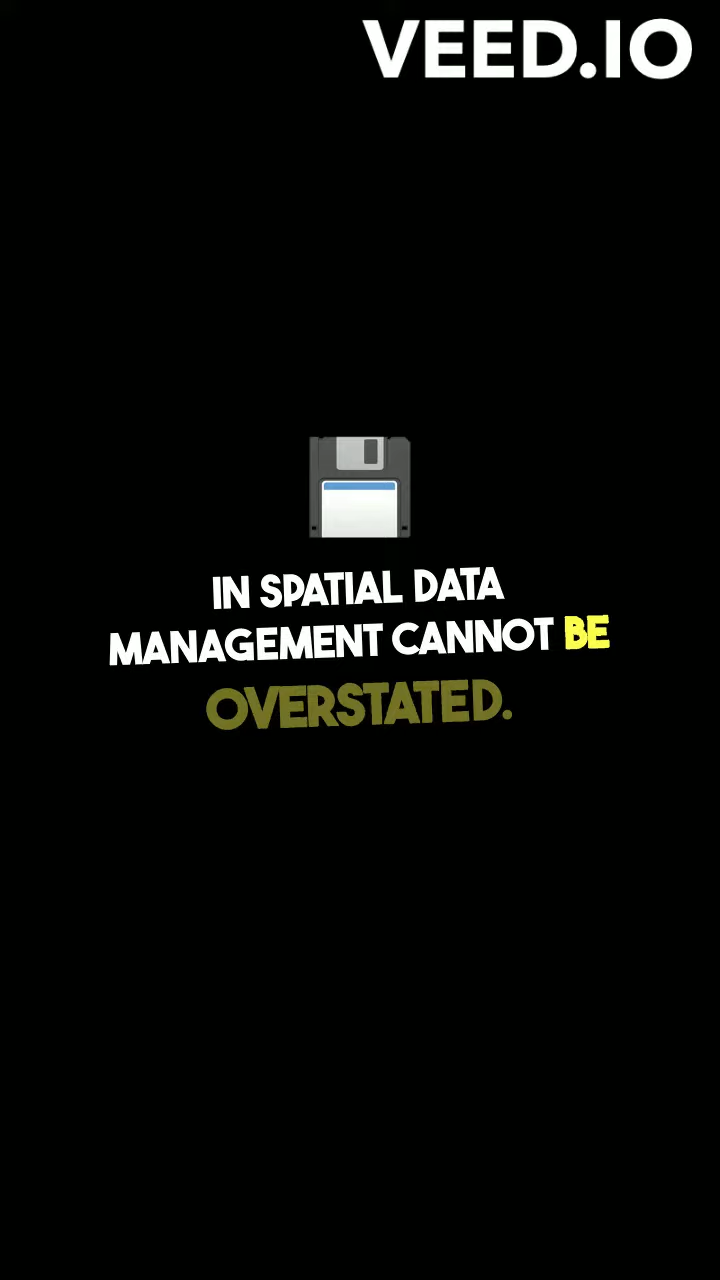 VEED.IO
IN SPATIAL DATA
MANAGEMENT CANNOT BE
OVERSTATED.